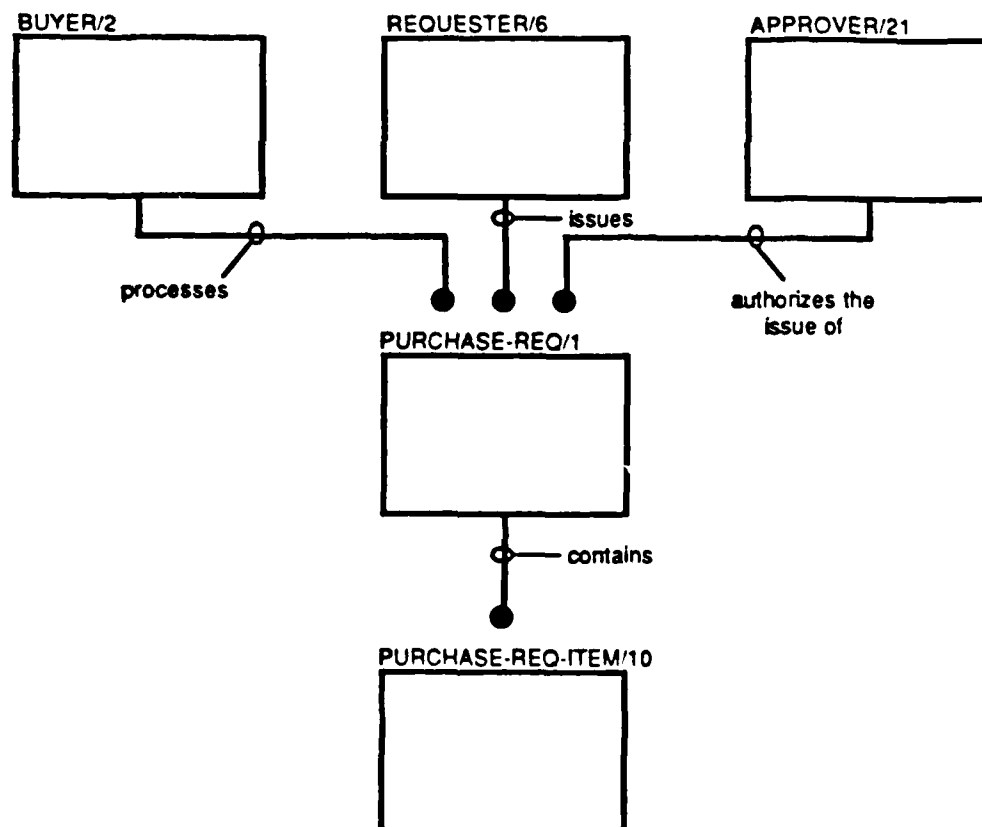 BUYER/2
REQUESTER/6
APPROVER/21
issues
processes
authorizes the
issue of
PURCHASE-REQ/1
contains
PURCHASE-REQ-ITEM/10